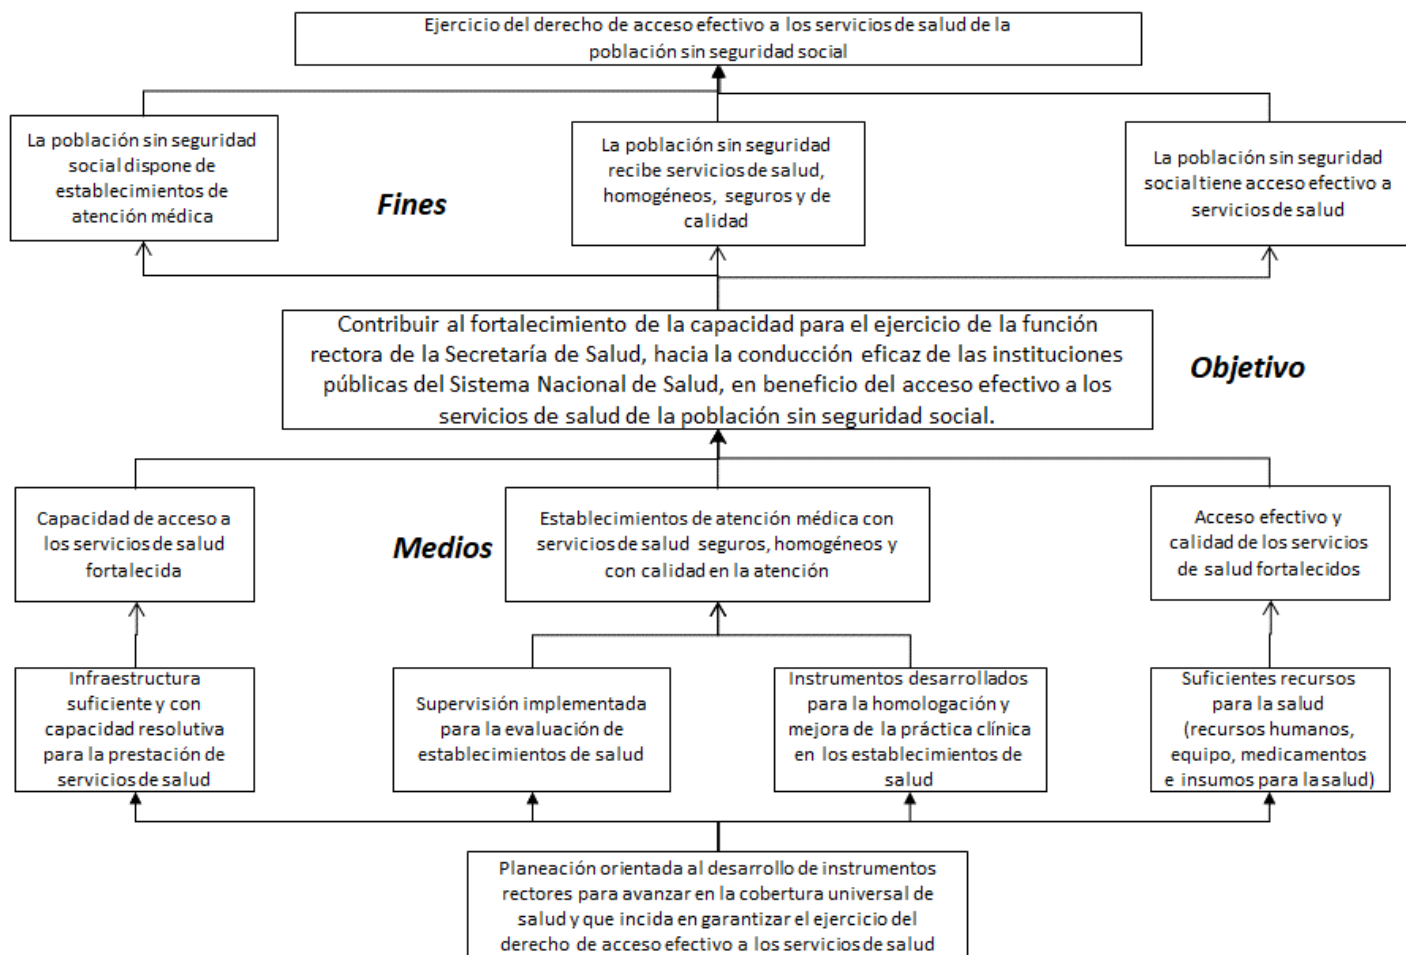 Ejercicio del derecho de acceso efectivo a los servicios de salud de la
población sin seguridad social
La población sin seguridad
social dispone de
establecimientos de
atención médica
Fines
La población sin seguridad
recibe servicios de salud,
homogéneos, seguros y de
calidad
La población sin seguridad
social tiene acceso efectivo a
servicios de salud
Contribuir al fortalecimiento de la capacidad para el ejercicio de la función
rectora de la Secretaría de Salud, hacia la conducción eficaz de las instituciones
públicas del Sistema Nacional de Salud, en beneficio del acceso efectivo a los
servicios de salud de la población sin seguridad social.
Objetivo
Capacidad de acceso a
los servicios de salud
fortalecida
Medios
Establecimientos de atención médica con
servicios de salud seguros, homogéneos y
con calidad en la atención
Acceso efectivo y
calidad de los servicios
de salud fortalecidos
Infraestructura
suficiente y con
capacidad resolutiva
para la prestación de
servicios de salud
Supervisión implementada
para la evaluación de
establecimientos de salud
Instrumentos desarrollados
para la homologación y
mejora de la práctica clínica
en los establecimientos de
salud
Suficientes recursos
para la salud
(recursos humanos,
equipo, medicamentos
e insumos para la salud)
Planeación orientada al desarrollo de instrumentos
rectores para avanzar en la cobertura universal de
salud y que incida en garantizar el ejercicio del
derecho de acceso efectivo a los servicios de salud